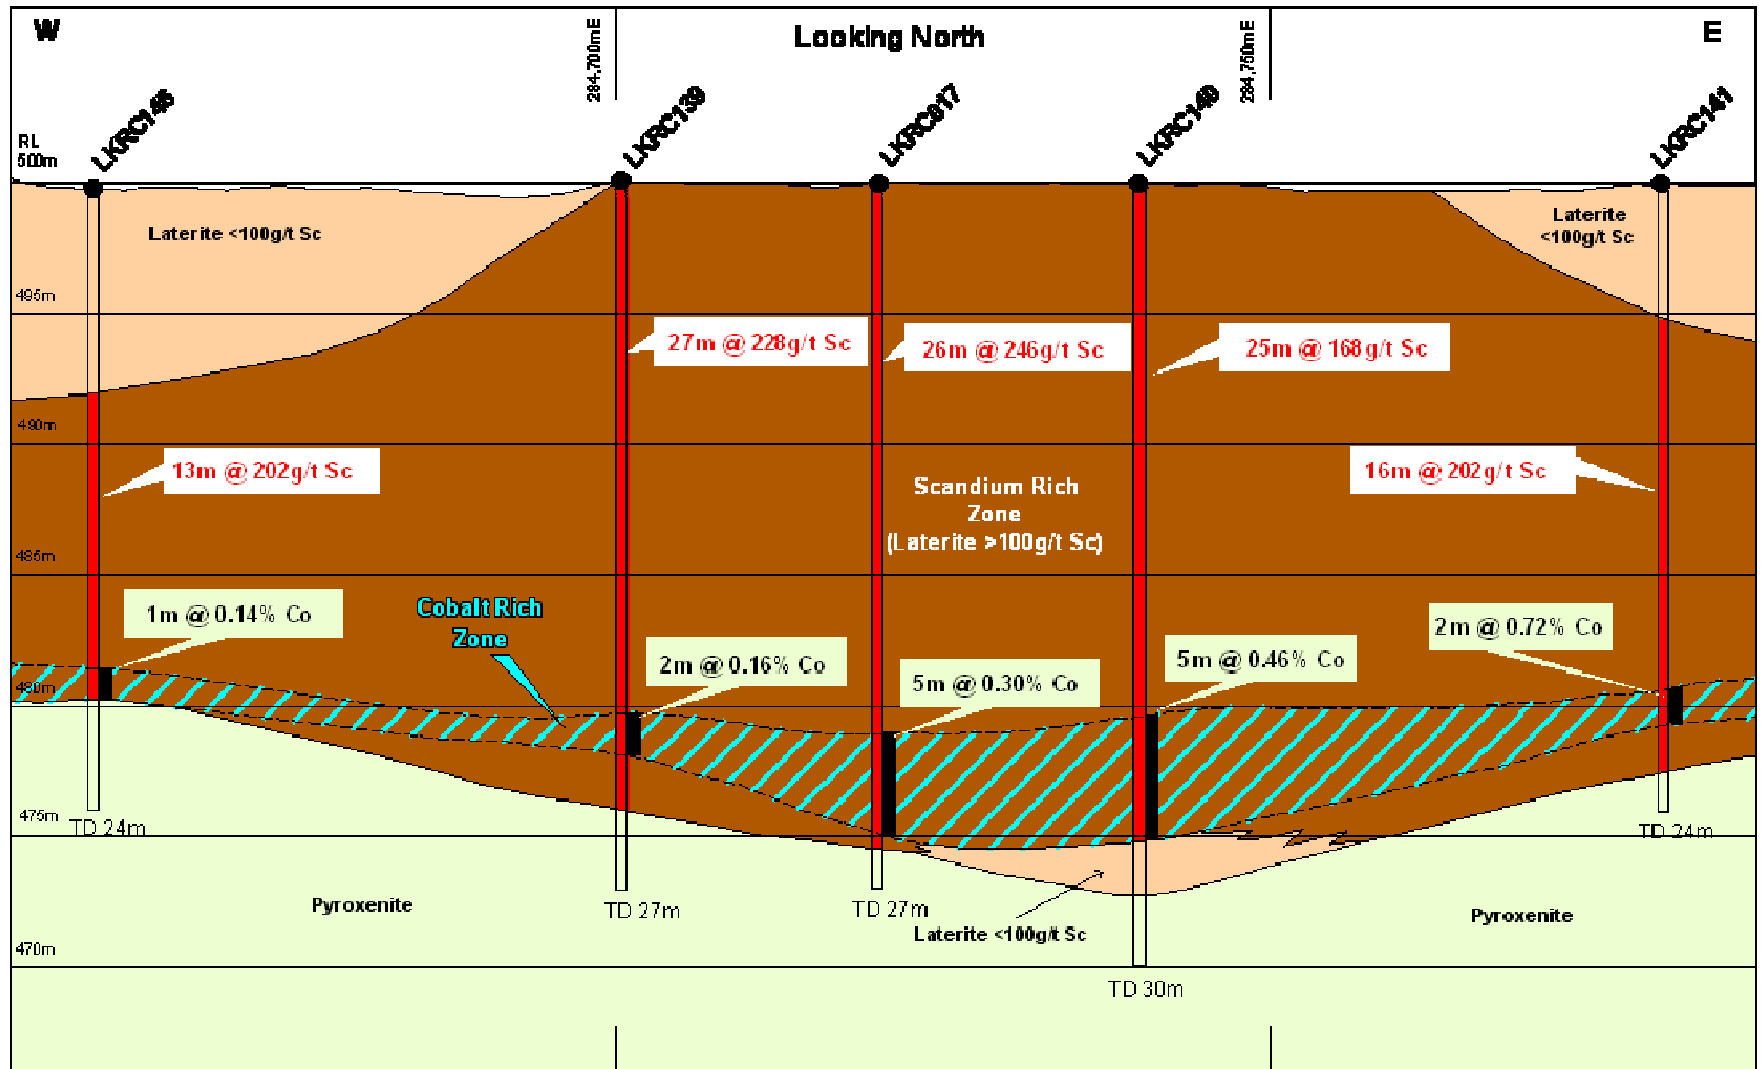 W
Looking North
E
284,700mE
284,750mE
LKRC139
LKRC017
LKRC140
LKRC141
RL
500m
Laterite <100g/t Sc
Laterite
<100g/t Sc
495m
27m @ 228g/t Sc
26m @ 246g/t Sc
25m @ 168g/t Sc
490m
13m @ 202g/t Sc
16m @ 202g/t Sc
Scandium Rich
Zone
(Laterite >100g/t Sc)
485m
1m @ 0.14% Co
Cobalt Rich
Zone
2m @ 0.72% Co
2m @ 0.16% Co
5m @ 0.30% Co
5m @ 0.46% Co
480m
475m
TD 24m
TD 24m
Pyroxenite
TD 27m
TD 27m
Laterite <100g/t Sc
Pyroxenite
470m
TD 30m